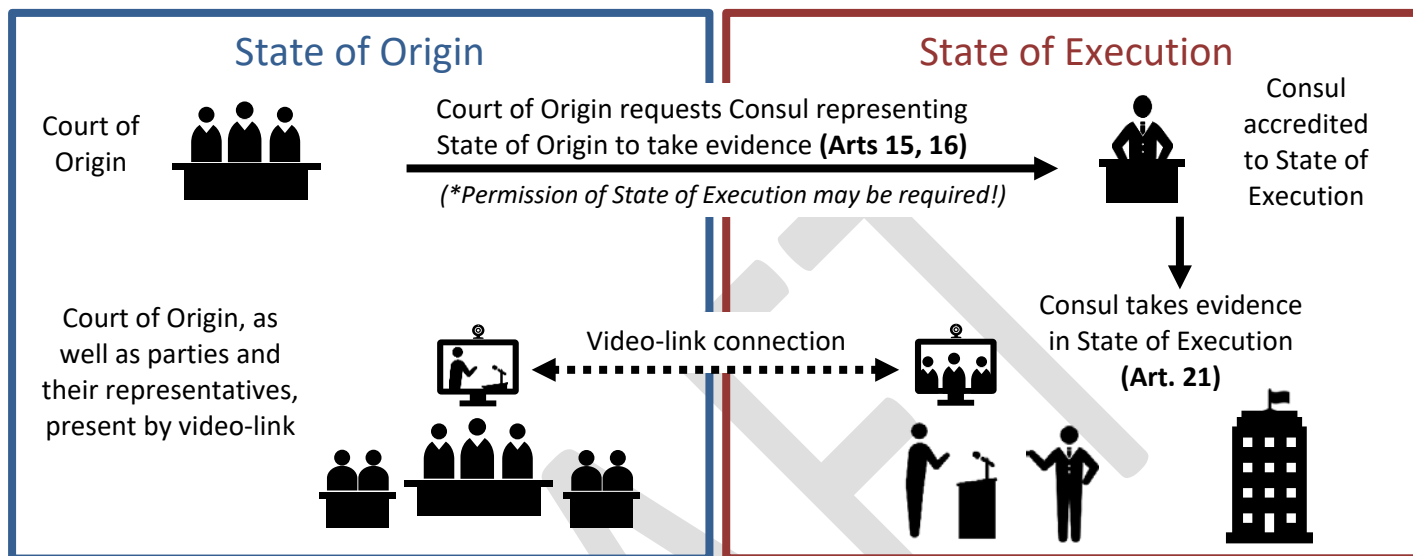 State of Origin
State of Execution
Court of
Origin
Court of Origin requests Consul representing
State of Origin to take evidence (Arts 15, 16)
(*Permission of State of Execution may be required!)
Consul
accredited
to State of
Execution
Court of Origin, as
well as parties and
their representatives,
present by video-link
Video-link connection
Consul takes evidence
in State of Execution
(Art. 21)